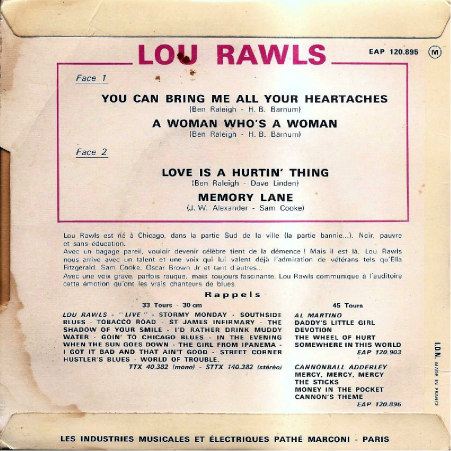 LOU RAWLS
EAP 120.895 M
Face 1
YOU CAN BRING ME ALL YOUR HEARTACHES
(Ben Raleigh - H. B. Barnum)
A WOMAN WHO'S A WOMAN
(Ben Raleigh - H. B. Barnum)
Face 2
LOVE IS A HURTIN' THING
(Ben Raleigh - Dave Linden)
MEMORY LANE
(J. W. Alexander - Sam Cooke)
Lou Rawls est né à Chicago, dans la partie Sud de la ville (la partie bannie...). Noir, pauvre
et sans éducation.
Avec un bagage pareil, vouloir devenir célèbre tient de la démence ! Mais il est là. Lou Rawls
nous arrive avec un talent et une voix qui lui valent déjà l'admiration de vétérans tels qu'Ella
Fitzgerald, Sam Cooke, Oscar Brown Jr et tant d'autres...
Avec une voix grave, parfois rauque, mais toujours fascinante, Lou Rawls communique à l'auditoire
cette émotion qu'ont les vrais chanteurs de blues.
Rappels
33 Tours - 30 cm
LOU RAWLS - "LIVE" - STORMY MONDAY - SOUTHSIDE
BLUES - TOBACCO ROAD - ST JAMES INFIRMARY - THE
SHADOW OF YOUR SMILE - I'D RATHER DRINK MUDDY
WATER - GOIN' TO CHICAGO BLUES - IN THE EVENING
WHEN THE SUN GOES DOWN - THE GIRL FROM IPANEMA -
I GOT IT BAD AND THAT AIN'T GOOD - STREET CORNER
HUSTLER'S BLUES - WORLD OF TROUBLE.
TTX 40.382 (mono) - STTX 140.382 (stéréo)
45 Tours
AL MARTINO
DADDY'S LITTLE GIRL
DEVOTION
THE WHEEL OF HURT
SOMEWHERE IN THIS WORLD
EAP 120.903
CANNONBALL ADDERLEY
MERCY, MERCY, MERCY
THE STICKS
MONEY IN THE POCKET
CANNON'S THEME
EAP 120.896
I.D.N.
LES INDUSTRIES MUSICALES ET ÉLECTRIQUES PATHÉ MARCONI - PARIS